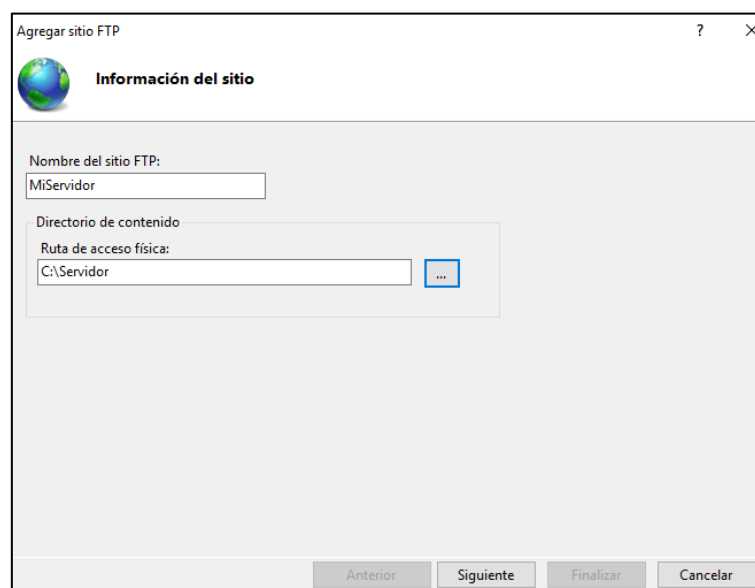 Agregar sitio FTP
?
Información del sitio
Nombre del sitio FTP:
MiServidor
Directorio de contenido
Ruta de acceso física:
C:\Servidor
...
Anterior Siguiente Finalizar Cancelar